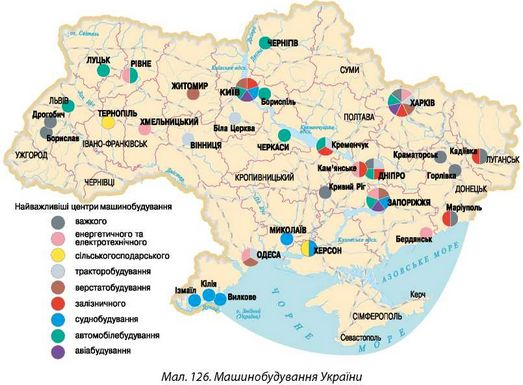 ЧЕРНІГІВ
Київське вдсх.
ЛУЦЬК
РІВНЕ
СУМИ
ЖИТОМИР
КИЇВ
Бориспіль
ХАРКІВ
ЛЬВІВ
Дрогобич
Борислав
ТЕРНОПІЛЬ
ХМЕЛЬНИЦЬКИЙ
Біла Церква
ПОЛТАВА
УЖГОРОД
ІВАНО-ФРАНКІВСЬК
ВІННИЦЯ
ЧЕРКАСИ
Кременчук
Краматорськ
Кадіївка
ЛУГАНСЬК
ЧЕРНІВЦІ
КРОПИВНИЦЬКИЙ
Кам'янське
ДНІПРО
Горлівка
ДОНЕЦЬК
Кривий Ріг
ЗАПОРІЖЖЯ
Маріуполь
Бердянськ
МИКОЛАЇВ
ХЕРСОН
ОДЕСА
Ізмаїл
Кілія
Вилкове
АЗОВСЬКЕ МОРЕ
Керч
СІМФЕРОПОЛЬ
Севастополь
ЧОРНЕ МОРЕ
Найважливіші центри машинобудування
важкого
енергетичного та
електротехнічного
сільськогосподарського
тракторобудування
верстатобудування
залізничного
суднобудування
автомобілебудування
авіабудування
Мал. 126. Машинобудування України